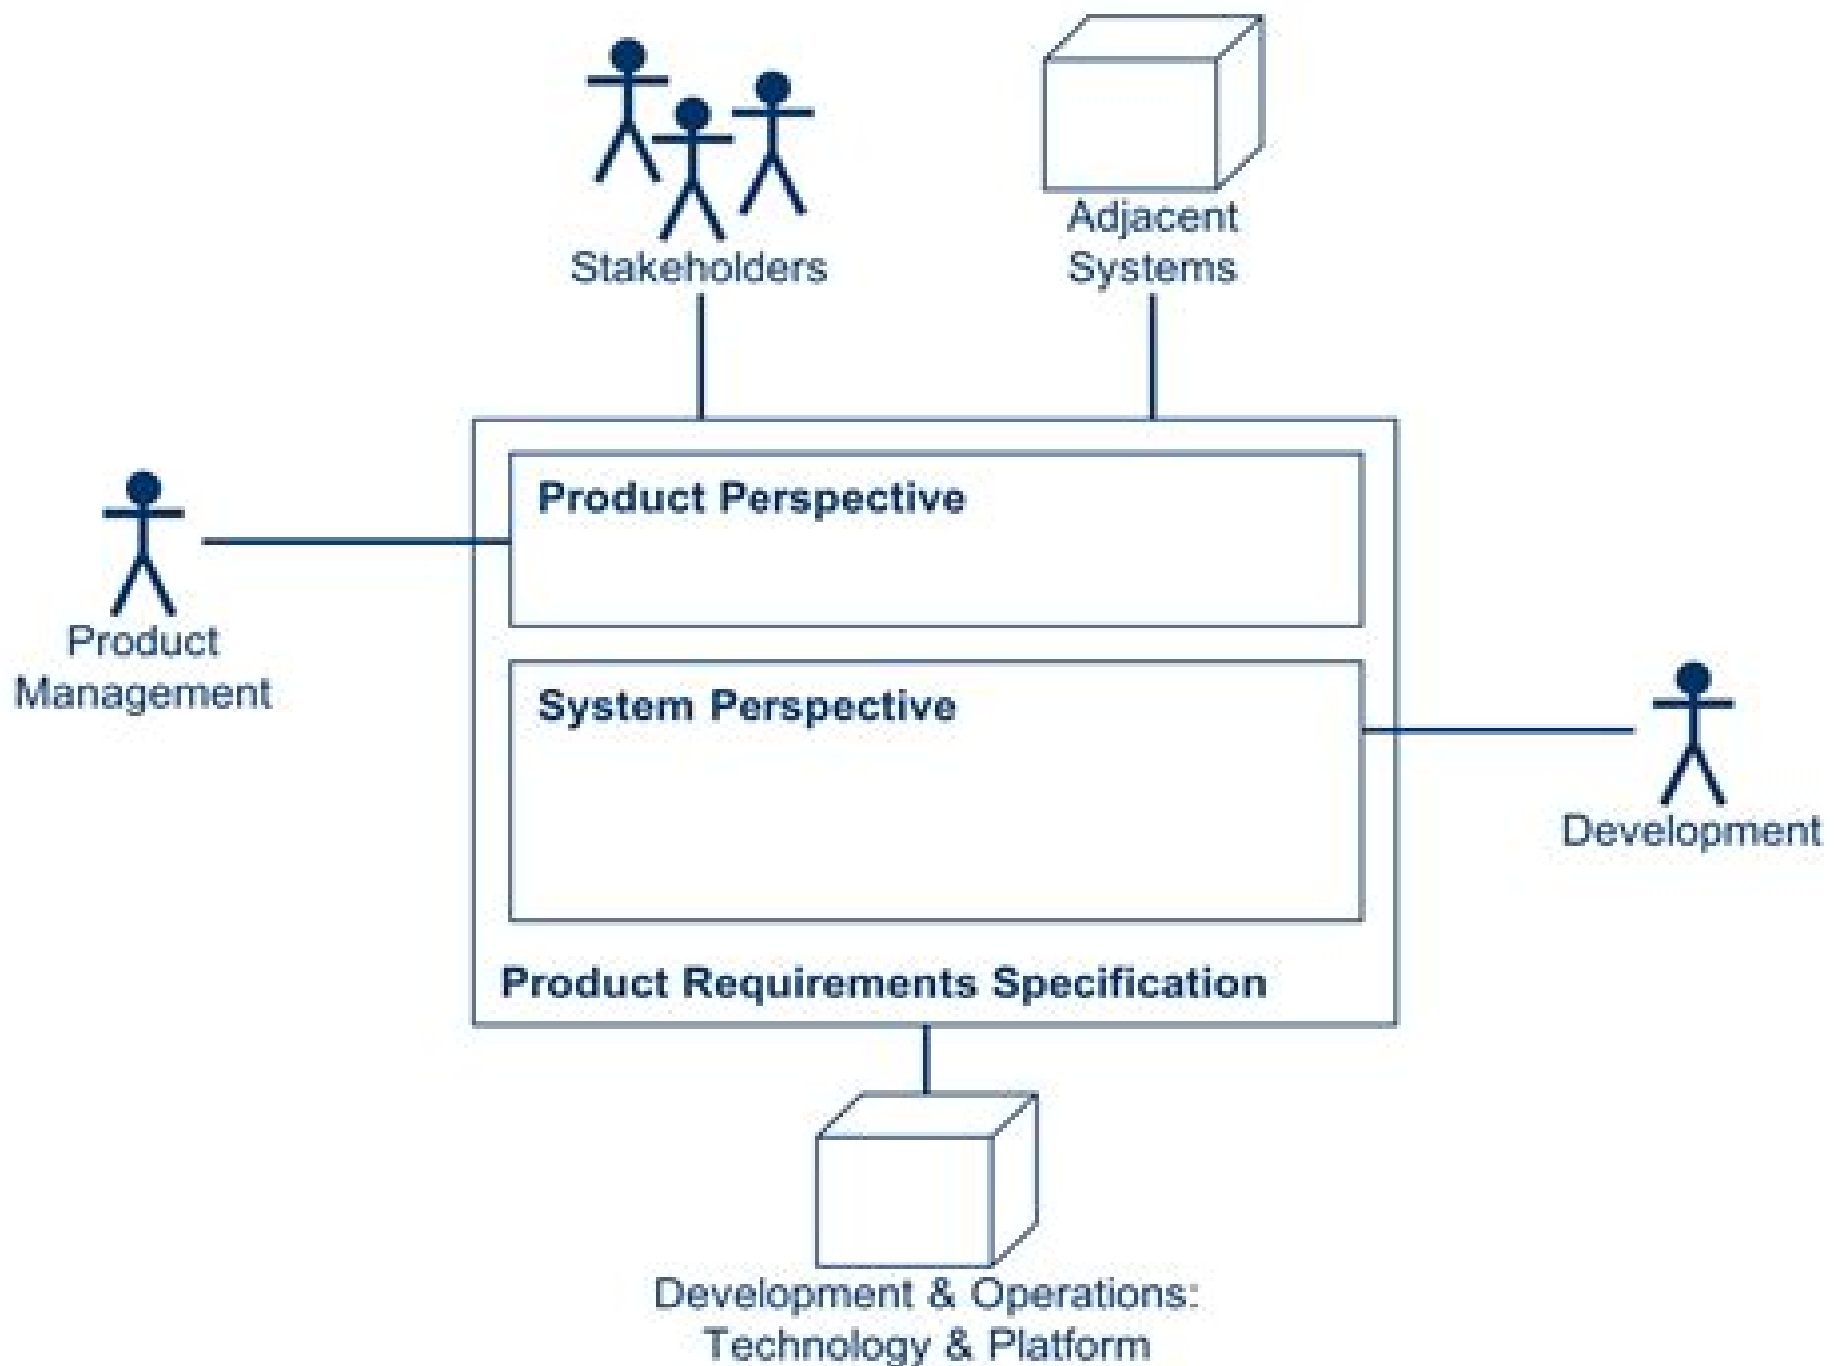 Stakeholders
Adjacent
Systems
Product Perspective
Product
Management
System Perspective
Development
Product Requirements Specification
Development & Operations:
Technology & Platform